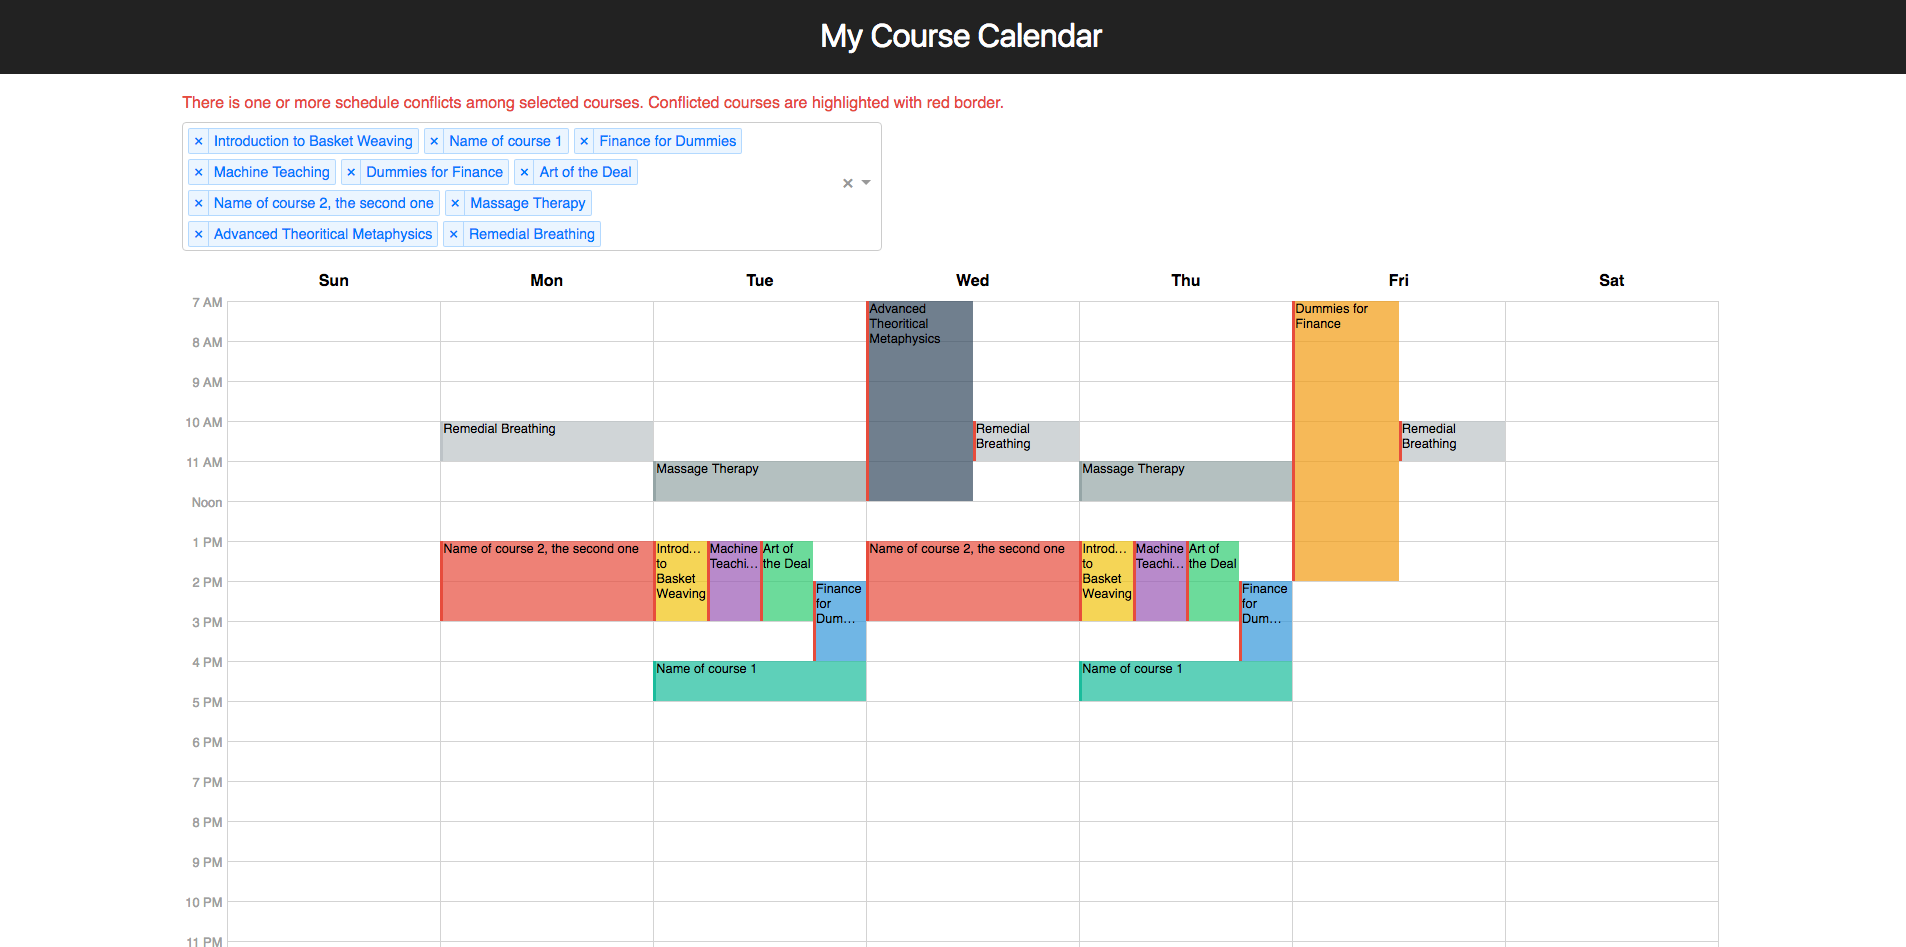 My Course Calendar
There is one or more schedule conflicts among selected courses. Conflicted courses are highlighted with red border.
× Introduction to Basket Weaving × Name of course 1 × Finance for Dummies
× Machine Teaching × Dummies for Finance × Art of the Deal
× Name of course 2, the second one × Massage Therapy
× Advanced Theoritical Metaphysics × Remedial Breathing
×
Sun Mon Tue Wed Thu Fri Sat
7 AM
Advanced
Theoritical
Metaphysics
Dummies for
Finance
8 AM
9 AM
10 AM
Remedial Breathing
Remedial
Breathing
Remedial
Breathing
11 AM
Massage Therapy
Massage Therapy
Noon
1 PM
Name of course 2, the second one
Introd...
to
Basket
Weaving
Machine
Teachi...
Art of
the Deal
Name of course 2, the second one
Introd...
to
Basket
Weaving
Machine
Teachi...
Art of
the Deal
2 PM
Finance
for
Dum...
Finance
for
Dum...
3 PM
4 PM
Name of course 1
Name of course 1
5 PM
6 PM
7 PM
8 PM
9 PM
10 PM
11 PM